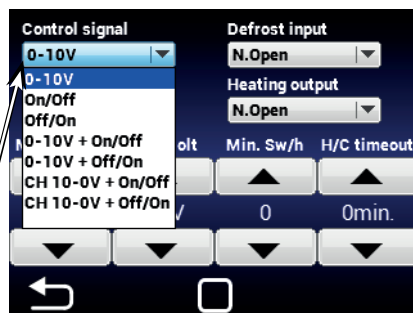 Control signal
Defrost input
0-10V
N.Open
0-10V
On/Off
Off/On
0-10V + On/Off
0-10V + Off/On
CH 10-0V + On/Off
CH 10-0V + Off/On
Heating output
N.Open
olt
Min. Sw/h
H/C timeout
V
0
0min.